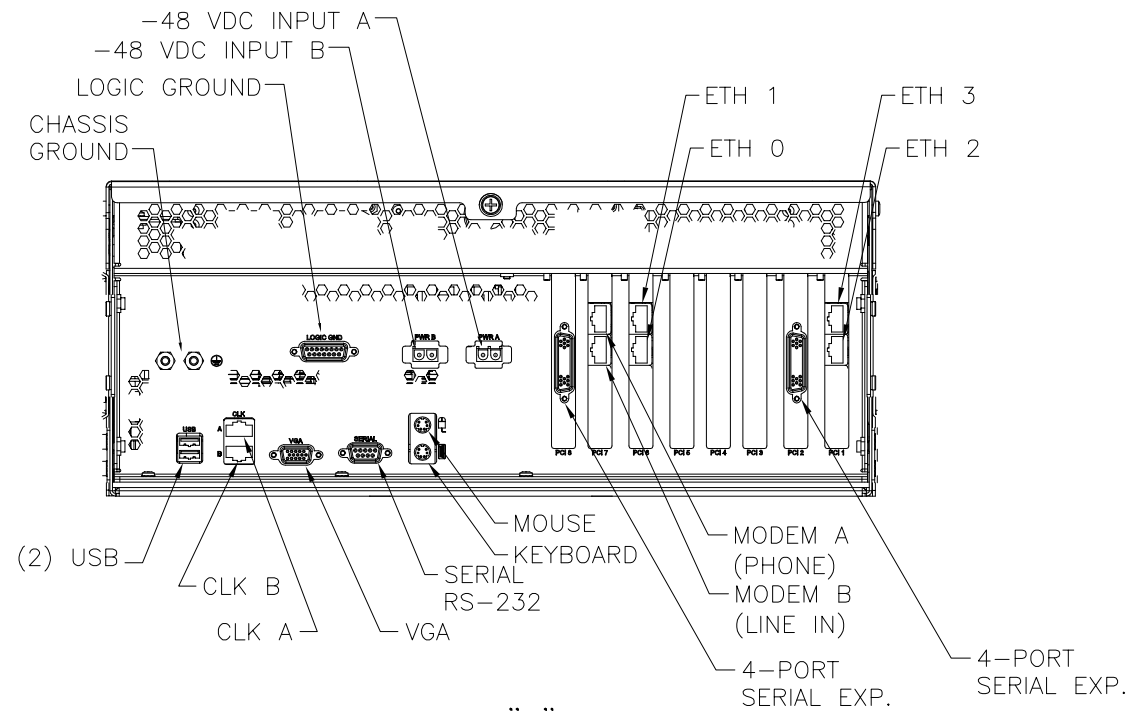 -48 VDC INPUT A
-48 VDC INPUT B
LOGIC GROUND
CHASSIS
GROUND
ETH 1
ETH 0
ETH 3
ETH 2
LOGIC GND
PWR B
PWR A
CLK
A
B
USB
VGA
SERIAL
PCI 8
PCI 7
PCI 6
PCI 5
PCI 4
PCI 3
PCI 2
PCI 1
(2) USB
CLK B
CLK A
VGA
SERIAL
RS-232
MOUSE
KEYBOARD
MODEM A
(PHONE)
MODEM B
(LINE IN)
4-PORT
SERIAL EXP.
4-PORT
SERIAL EXP.